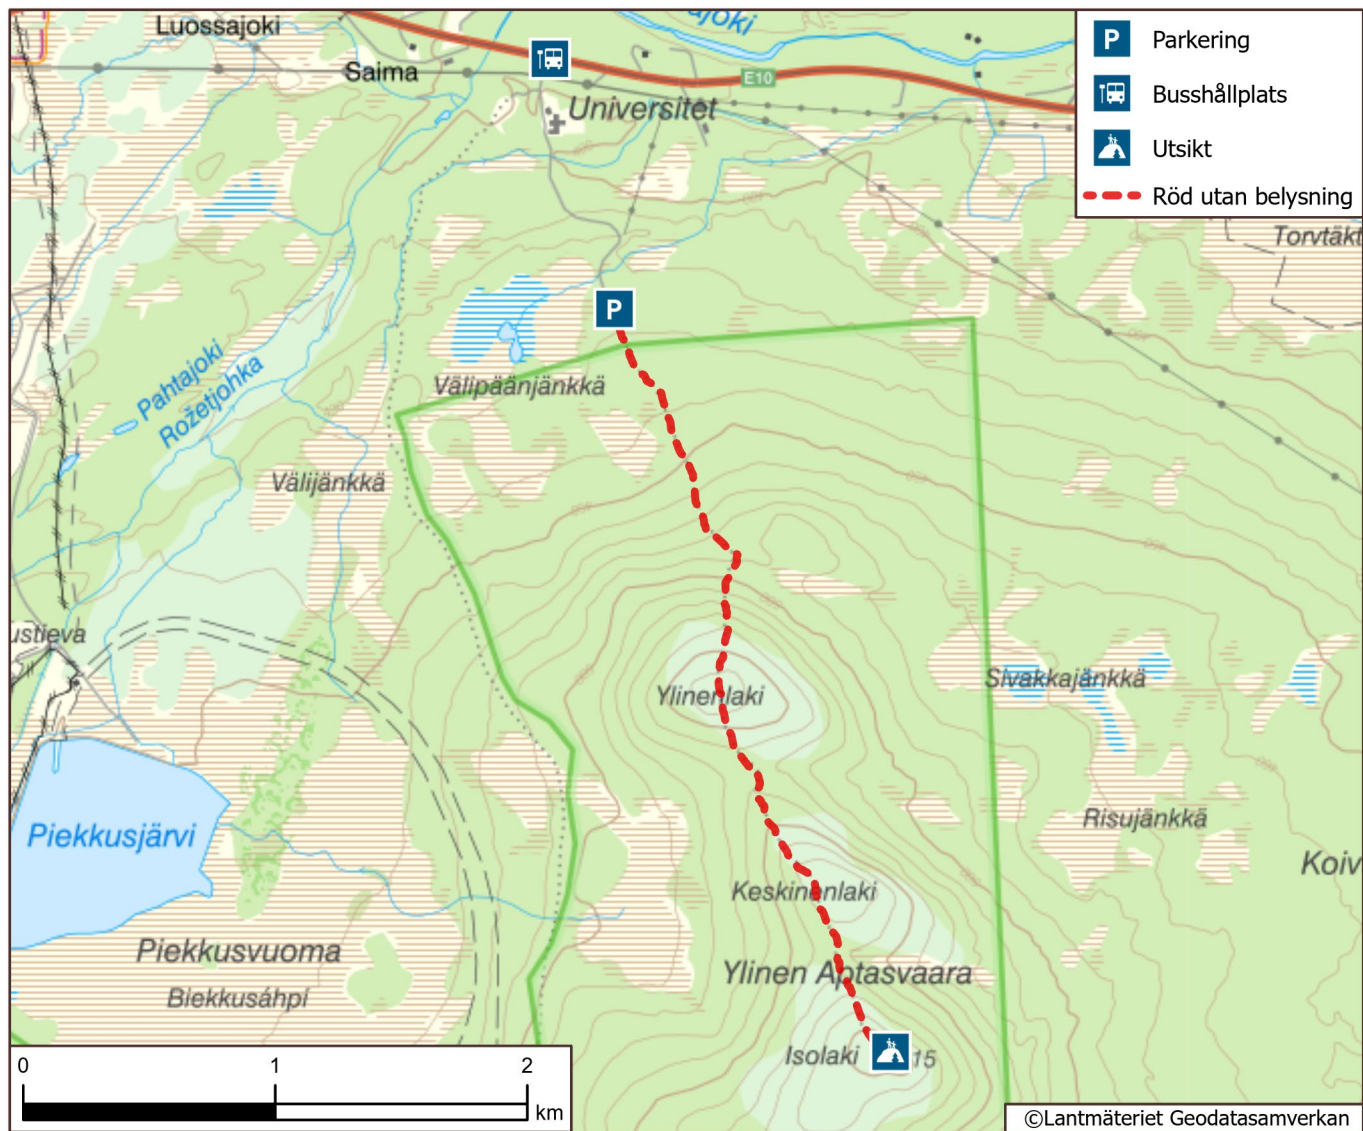 ajoki
Luossajoki
Saima
E10
Universitet
P
Parkering
Busshållplats
Utsikt
Röd utan belysning
Torvtäkt
P
Välipäänjänkkä
Pahtajoki
Rožetjohka
Välijänkkä
ustieva
Ylinenlaki
Sivakkajänkkä
Piekkusjärvi
Risujänkkä
Koiv
Keskinenlaki
Piekkusvuoma
Ylinen Aptasvaara
Biekkusáhpi
Isolaki
15
0 1 2
km
©Lantmäteriet Geodatasamverkan